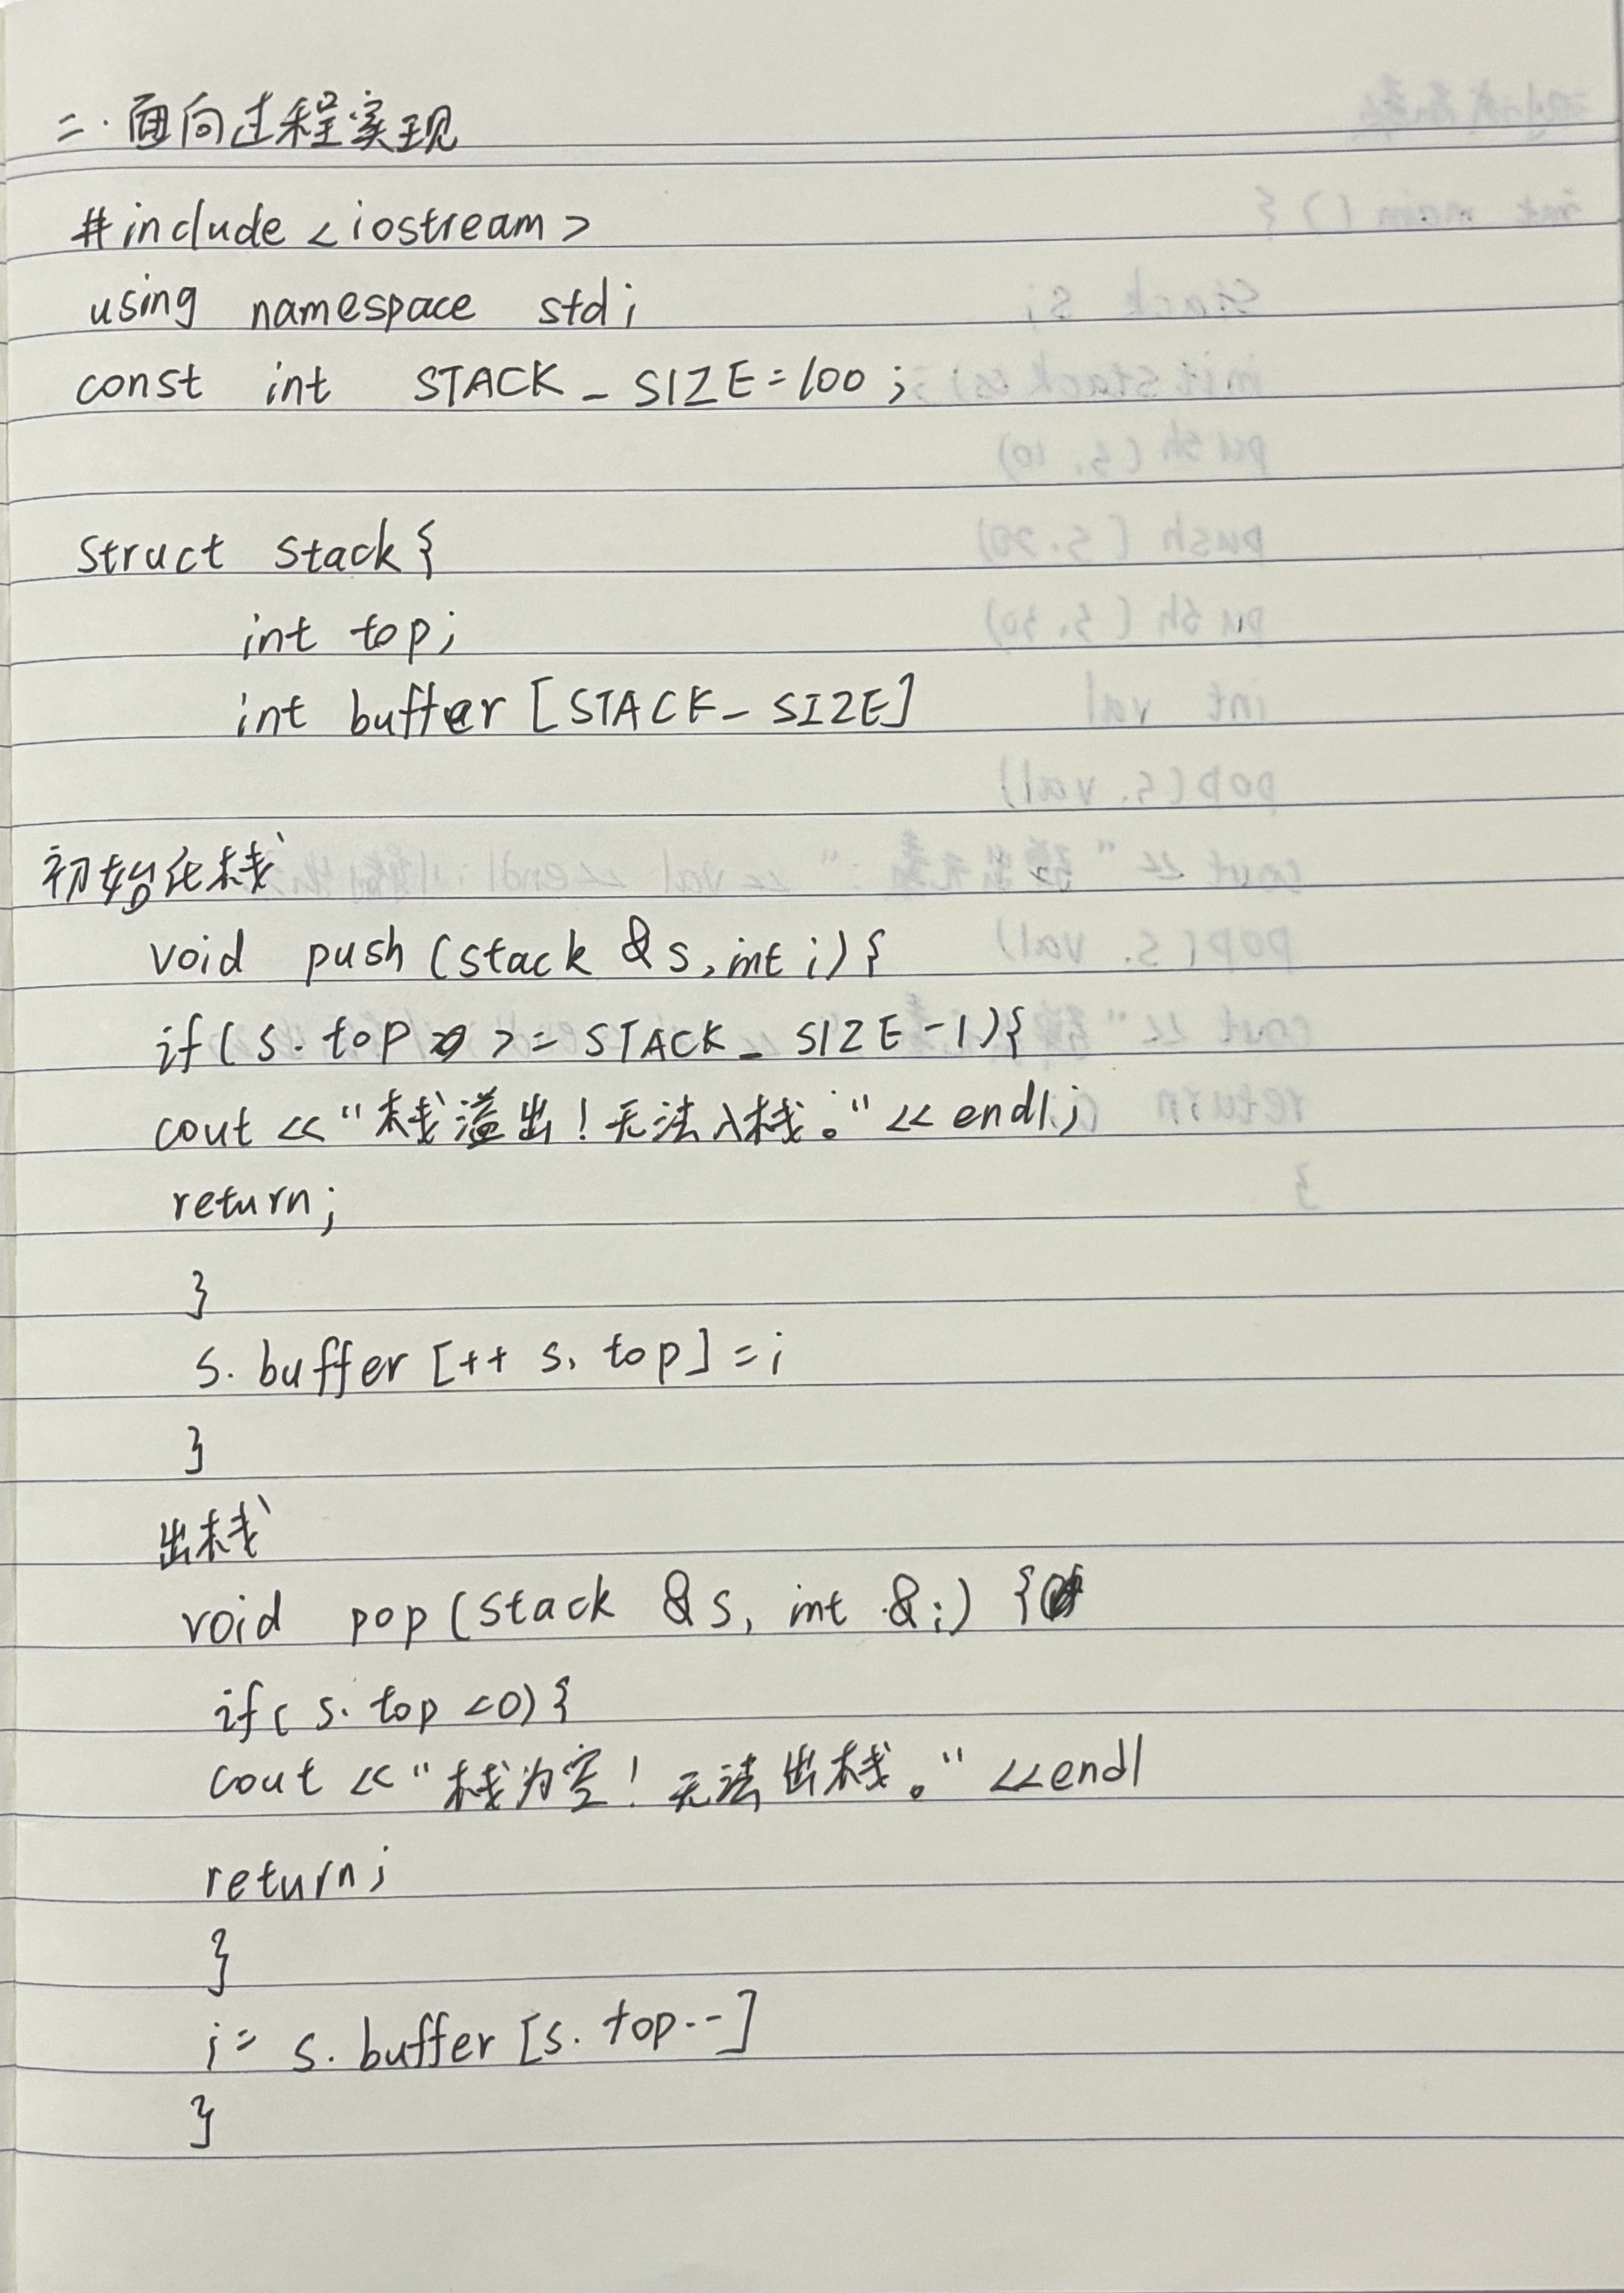 二.面向过程实现
#include <iostream>
using namespace std;
const int STACK_SIZE=100;
struct stack{
int top;
int buffer [STACK_SIZE]
初始化栈
void push (stack &s,int i){
if(s.top >= STACK_SIZE-1){
cout <<"栈溢出!无法入栈。"<< endl;
return;
}
s.buffer [++ s.top] = i
}
出栈
void pop (stack &s, int &i) {
if( s.top <0){
cout <<"栈为空!无法出栈。"<<endl
return;
}
i= s.buffer [s.top--]
}